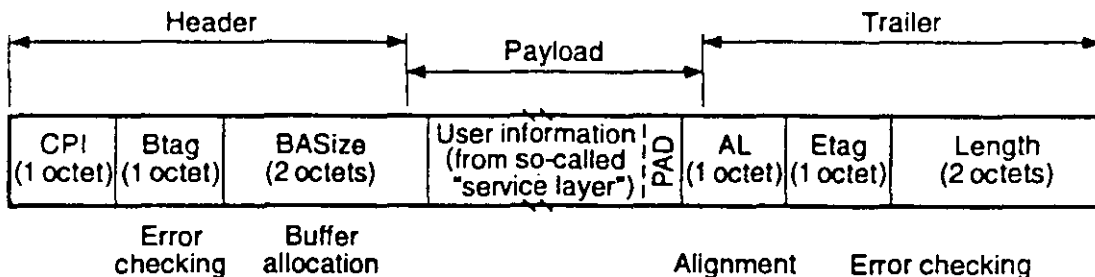 Header
Trailer
Payload
CPI
(1 octet)
Btag
(1 octet)
BASize
(2 octets)
User information
(from so-called
"service layer")
PAD
AL
(1 octet)
Etag
(1 octet)
Length
(2 octets)
Error
checking
Buffer
allocation
Alignment
Error checking